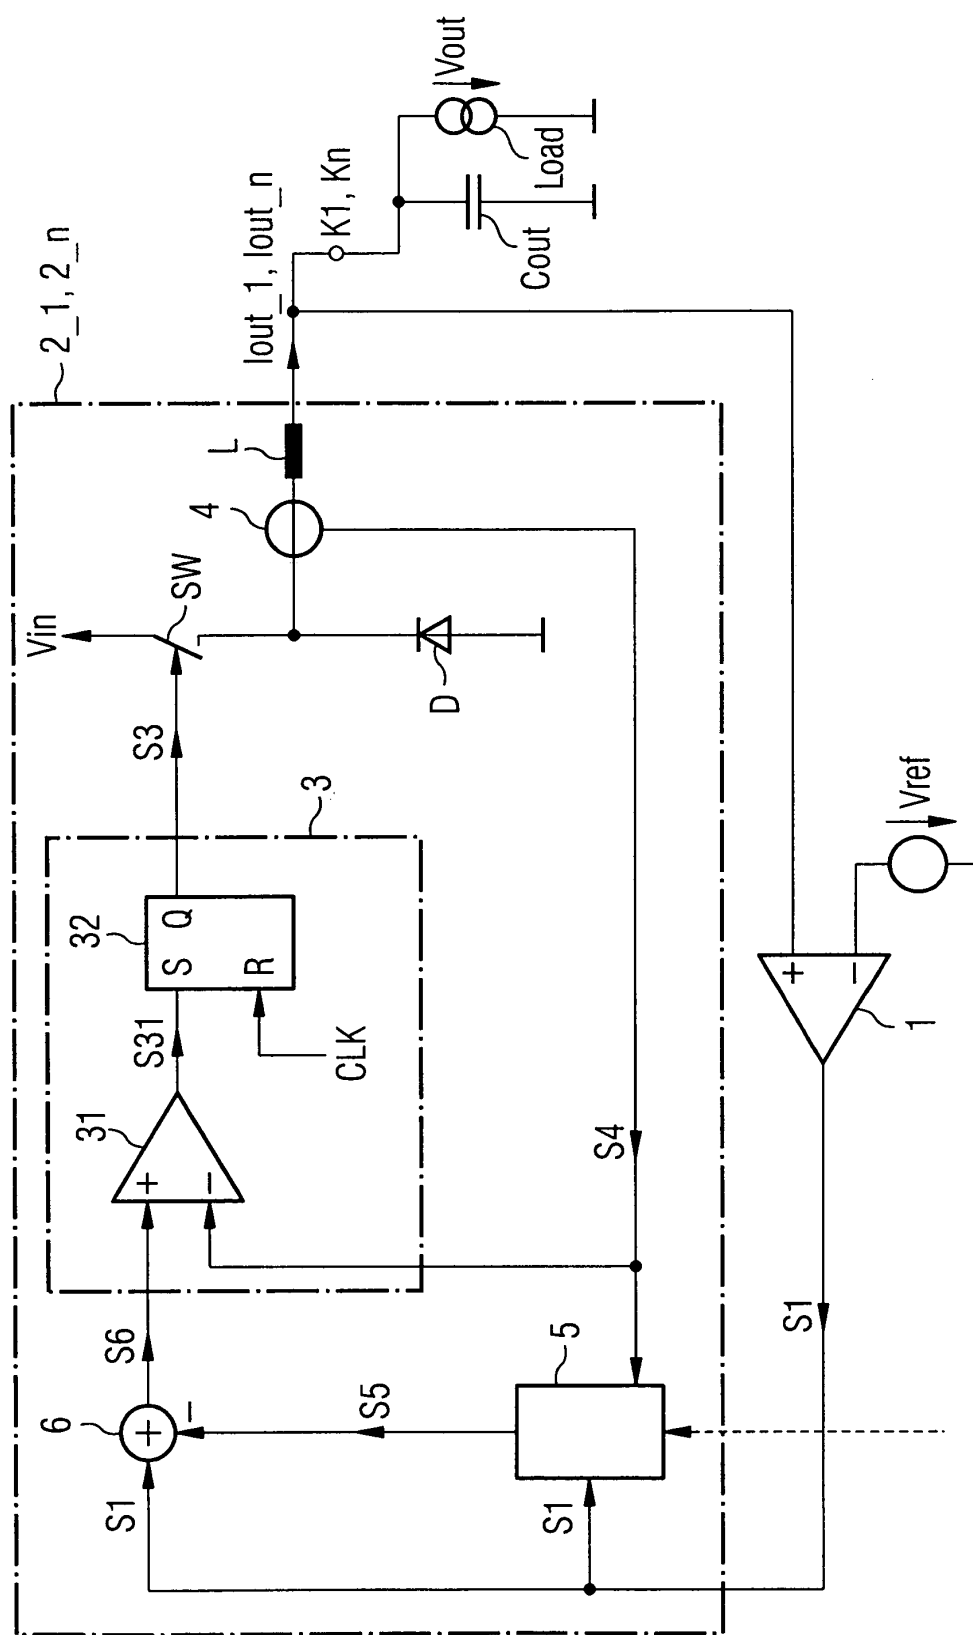 2_1, 2_n
Vin
SW
S3
3
32
S Q
R
CLK
S31
31
+
−
S6
6
+
−
S1
S5
5
S1
S4
4
L
D
Iout_1, Iout_n
K1, Kn
Cout
Load
Vout
Vref
+
−
1
S1